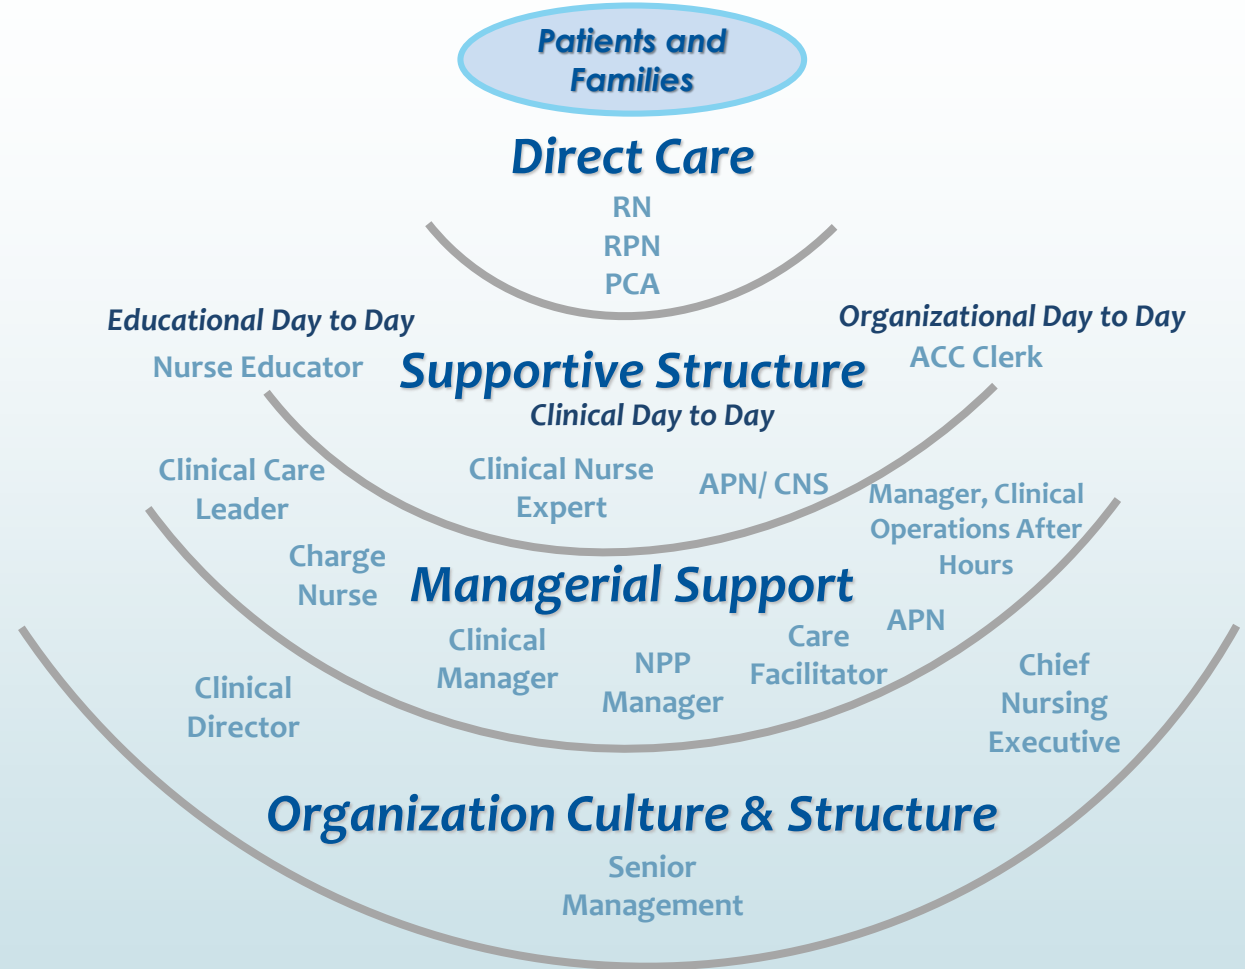 Patients and
Families
Direct Care
RN
RPN
PCA
Educational Day to Day
Nurse Educator
Organizational Day to Day
ACC Clerk
Supportive Structure
Clinical Day to Day
Clinical Care
Leader
Clinical Nurse
Expert
APN/ CNS
Manager, Clinical
Operations After
Hours
Charge
Nurse
Managerial Support
Clinical
Manager
NPP
Manager
Care
Facilitator
APN
Clinical
Director
Chief
Nursing
Executive
Organization Culture & Structure
Senior
Management